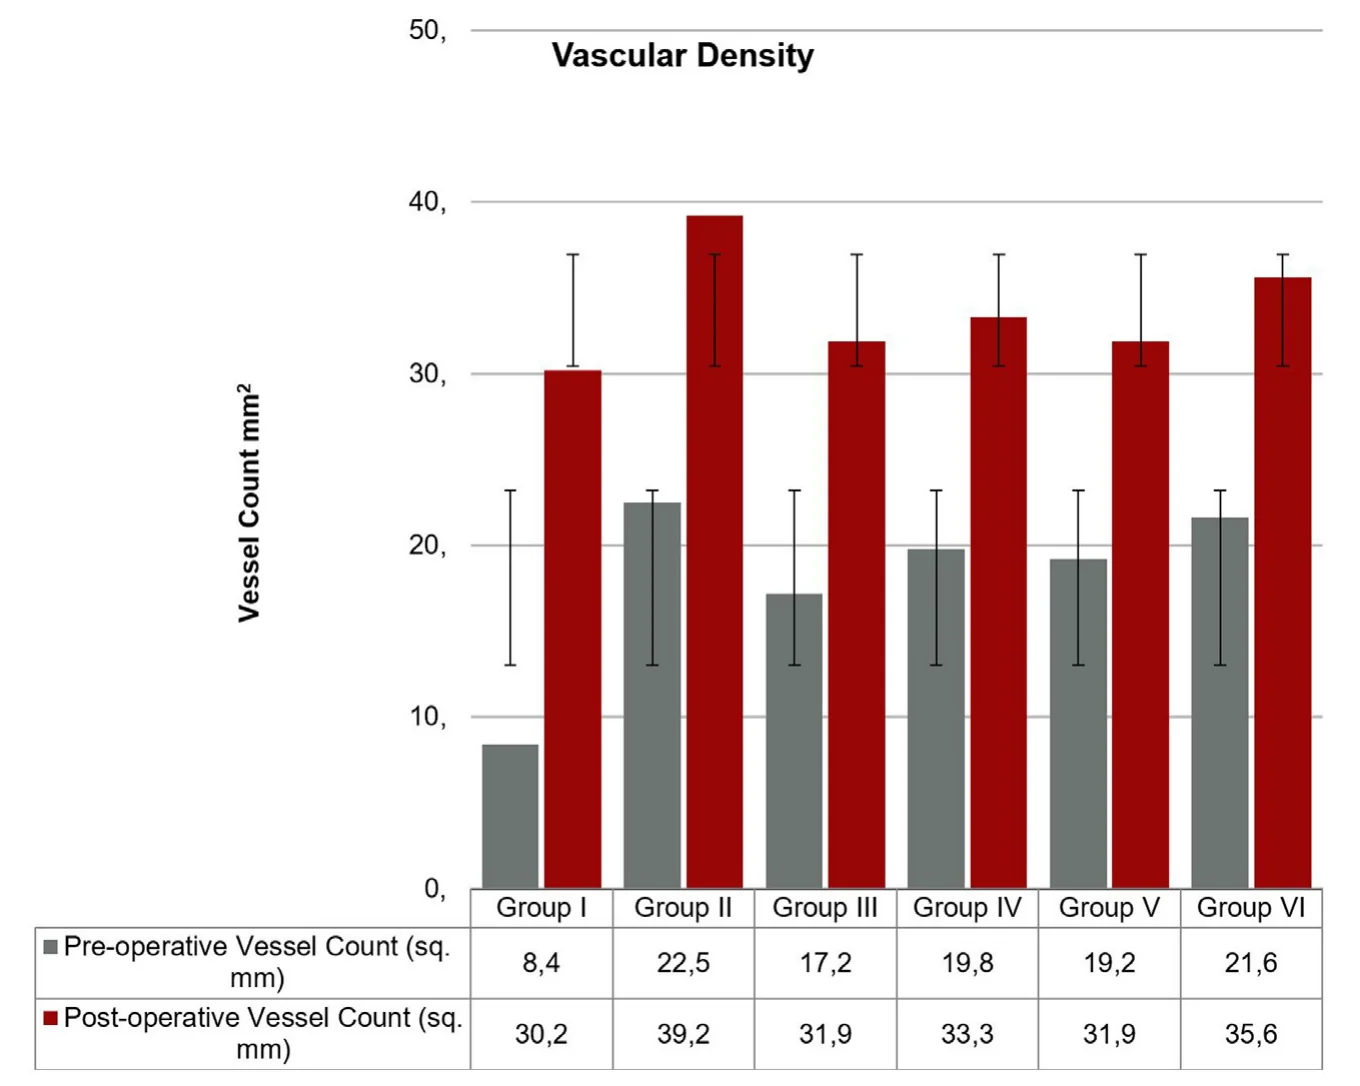 50,
Vascular Density
40,
30,
20,
10,
0,
Vessel Count mm²
Group I Group II Group III Group IV Group V Group VI
Pre-operative Vessel Count (sq.
mm) 8,4 22,5 17,2 19,8 19,2 21,6
Post-operative Vessel Count (sq.
mm) 30,2 39,2 31,9 33,3 31,9 35,6